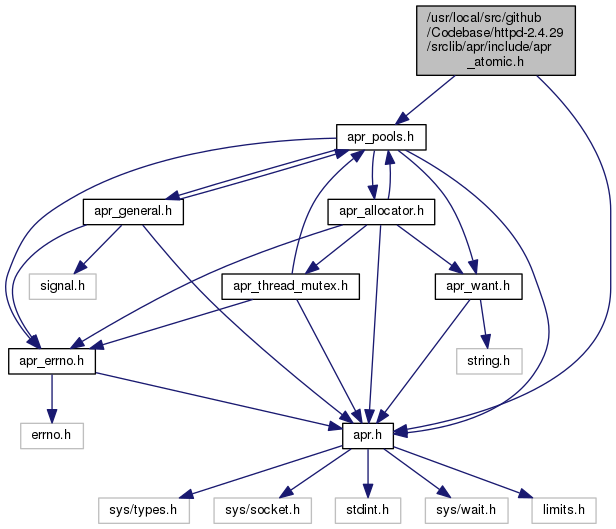 /usr/local/src/github
/Codebase/httpd-2.4.29
/srclib/apr/include/apr
_atomic.h
apr_pools.h
apr_general.h
apr_allocator.h
signal.h
apr_thread_mutex.h
apr_want.h
apr_errno.h
string.h
errno.h
apr.h
sys/types.h
sys/socket.h
stdint.h
sys/wait.h
limits.h